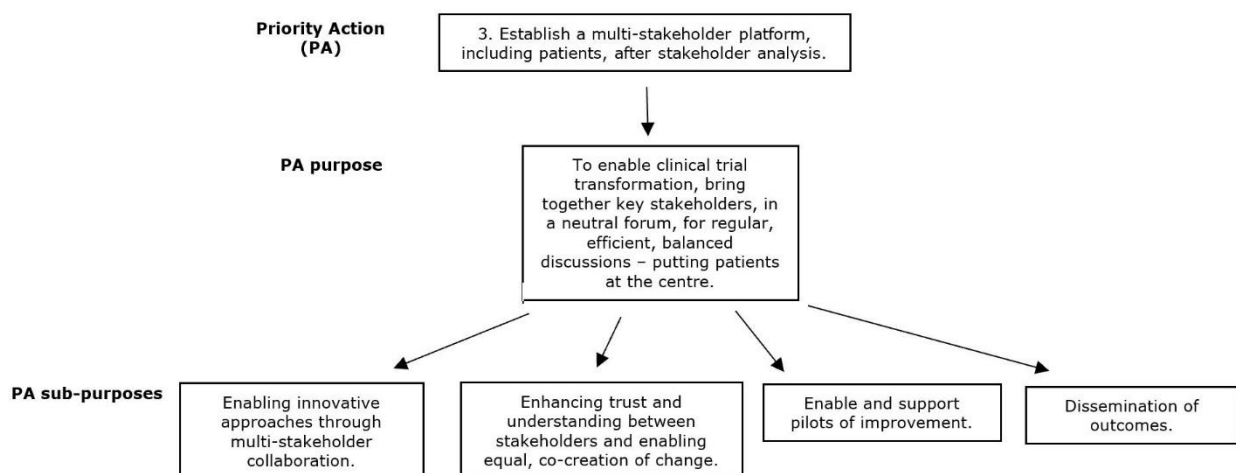 Priority Action
(PA)
3. Establish a multi-stakeholder platform,
including patients, after stakeholder analysis.
PA purpose
To enable clinical trial
transformation, bring
together key stakeholders, in
a neutral forum, for regular,
efficient, balanced
discussions – putting patients
at the centre.
PA sub-purposes
Enabling innovative
approaches through
multi-stakeholder
collaboration.
Enhancing trust and
understanding between
stakeholders and enabling
equal, co-creation of change.
Enable and support
pilots of improvement.
Dissemination of
outcomes.